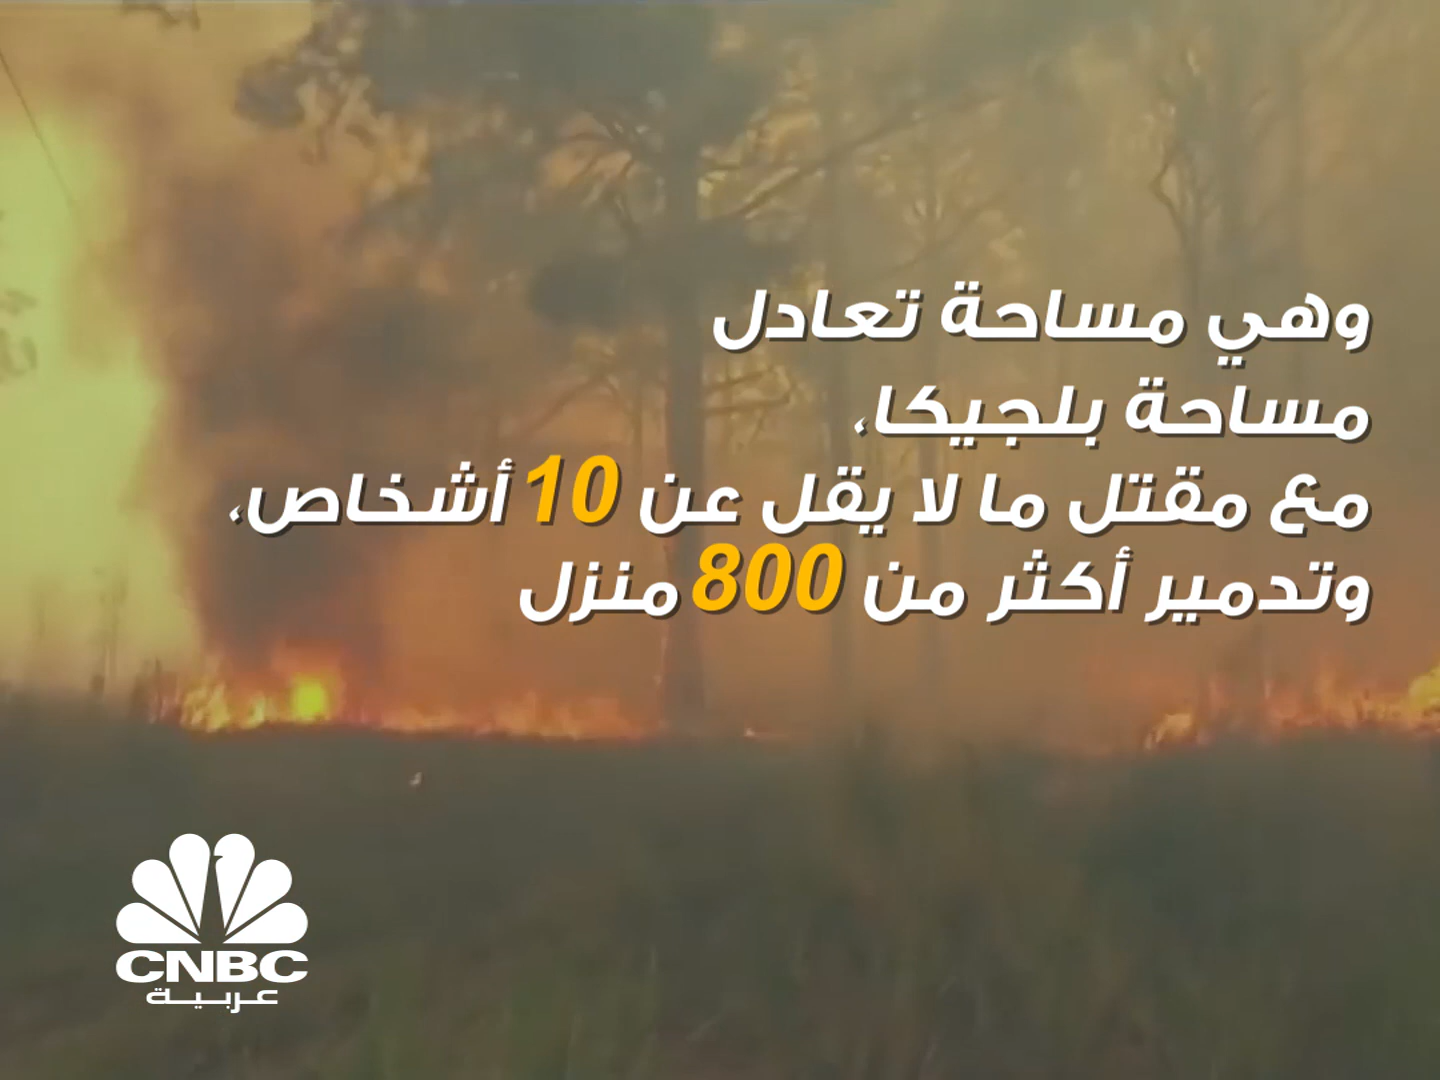 وهي مساحة تعادل
مساحة بلجيكا،
مع مقتل ما لا يقل عن 10 أشخاص،
وتدمير أكثر من 800 منزل
CNBC
عربية